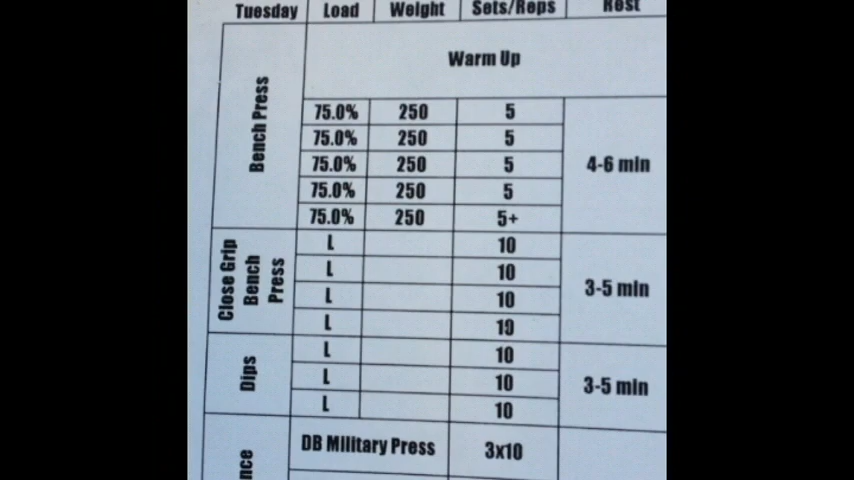 Tuesday Load Weight Sets/Reps Rest
Warm Up
Bench Press
75.0% 250 5
75.0% 250 5
75.0% 250 5 4-6 min
75.0% 250 5
75.0% 250 5+
Close Grip
Bench
Press
L 10
L 10
L 10 3-5 min
L 19
Dips
L 10
L 10 3-5 min
L 10
DB Military Press 3x10
nce